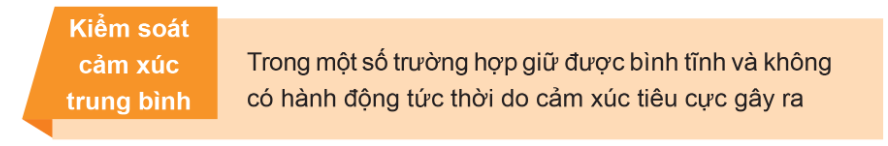 Kiểm soát
cảm xúc
trung bình
Trong một số trường hợp giữ được bình tĩnh và không
có hành động tức thời do cảm xúc tiêu cực gây ra